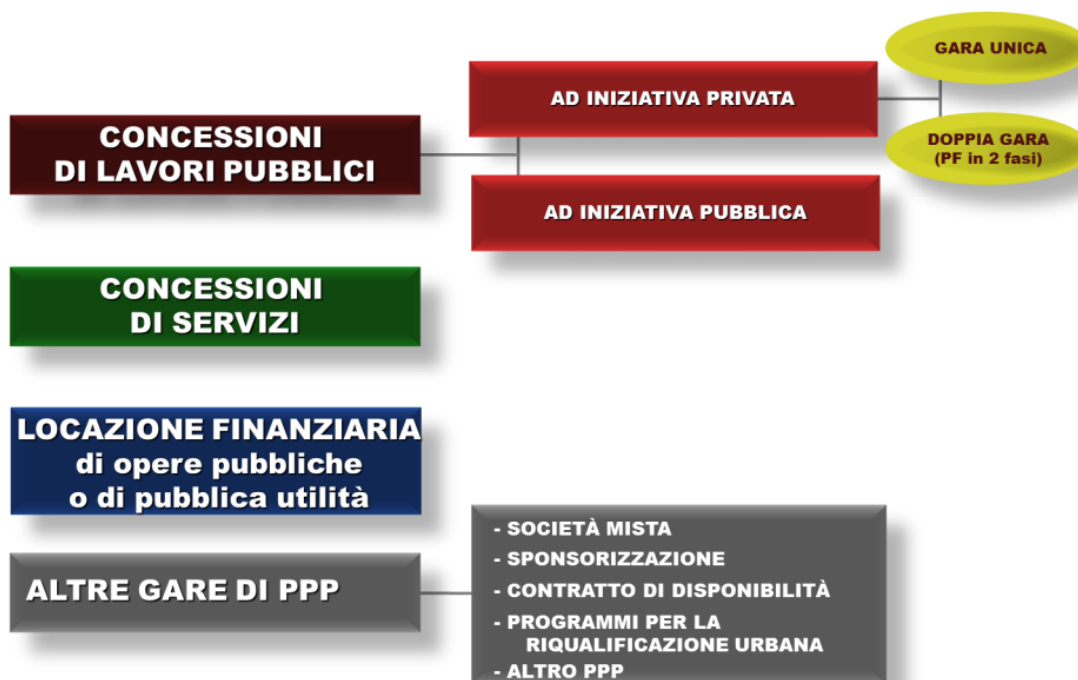 CONCESSIONI
DI LAVORI PUBBLICI
AD INIZIATIVA PRIVATA
GARA UNICA
DOPPIA GARA
(PF in 2 fasi)
AD INIZIATIVA PUBBLICA
CONCESSIONI
DI SERVIZI
LOCAZIONE FINANZIARIA
di opere pubbliche
o di pubblica utilità
ALTRE GARE DI PPP
- SOCIETÀ MISTA
- SPONSORIZZAZIONE
- CONTRATTO DI DISPONIBILITÀ
- PROGRAMMI PER LA
RIQUALIFICAZIONE URBANA
- ALTRO PPP